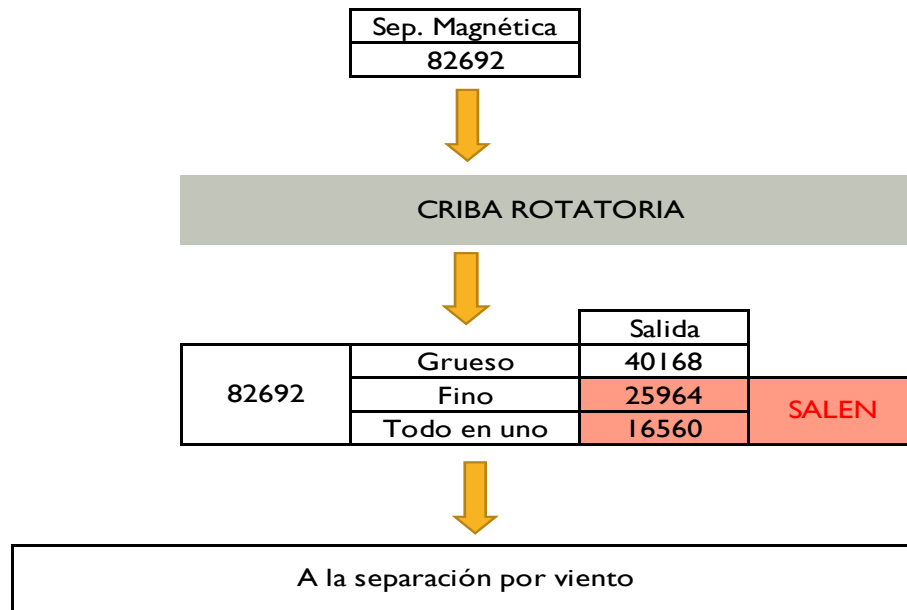 Sep. Magnética
82692
CRIBA ROTATORIA
Salida
82692
Grueso 40168
Fino 25964
Todo en uno 16560
SALEN
A la separación por viento